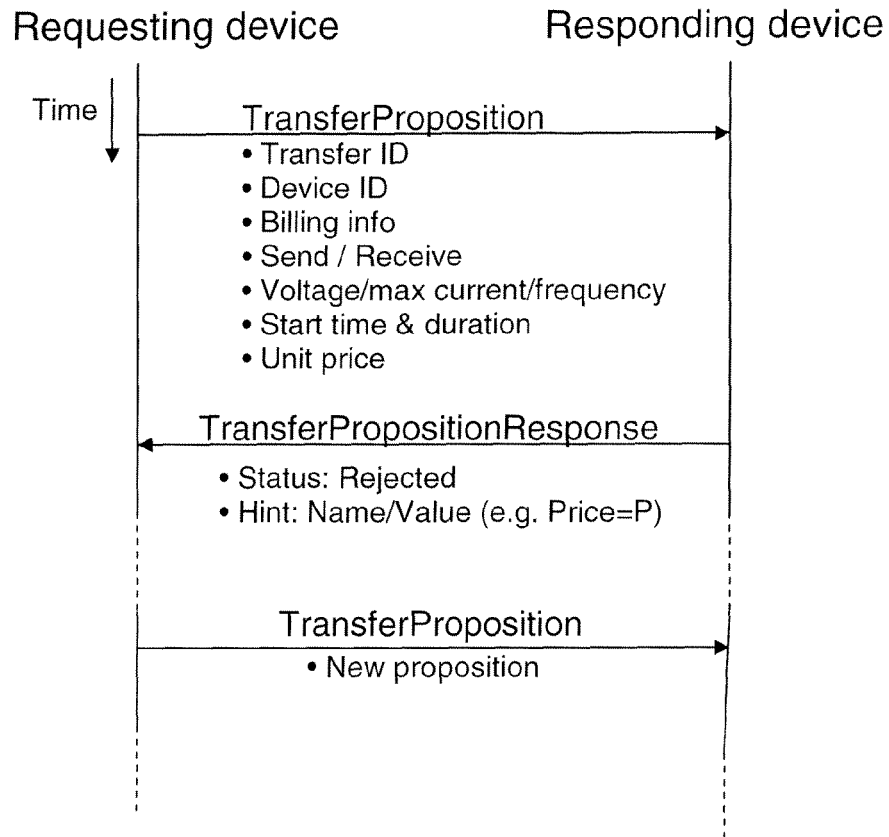 Requesting device
Responding device
Time
TransferProposition
• Transfer ID
• Device ID
• Billing info
• Send / Receive
• Voltage/max current/frequency
• Start time & duration
• Unit price
TransferPropositionResponse
• Status: Rejected
• Hint: Name/Value (e.g. Price=P)
TransferProposition
• New proposition